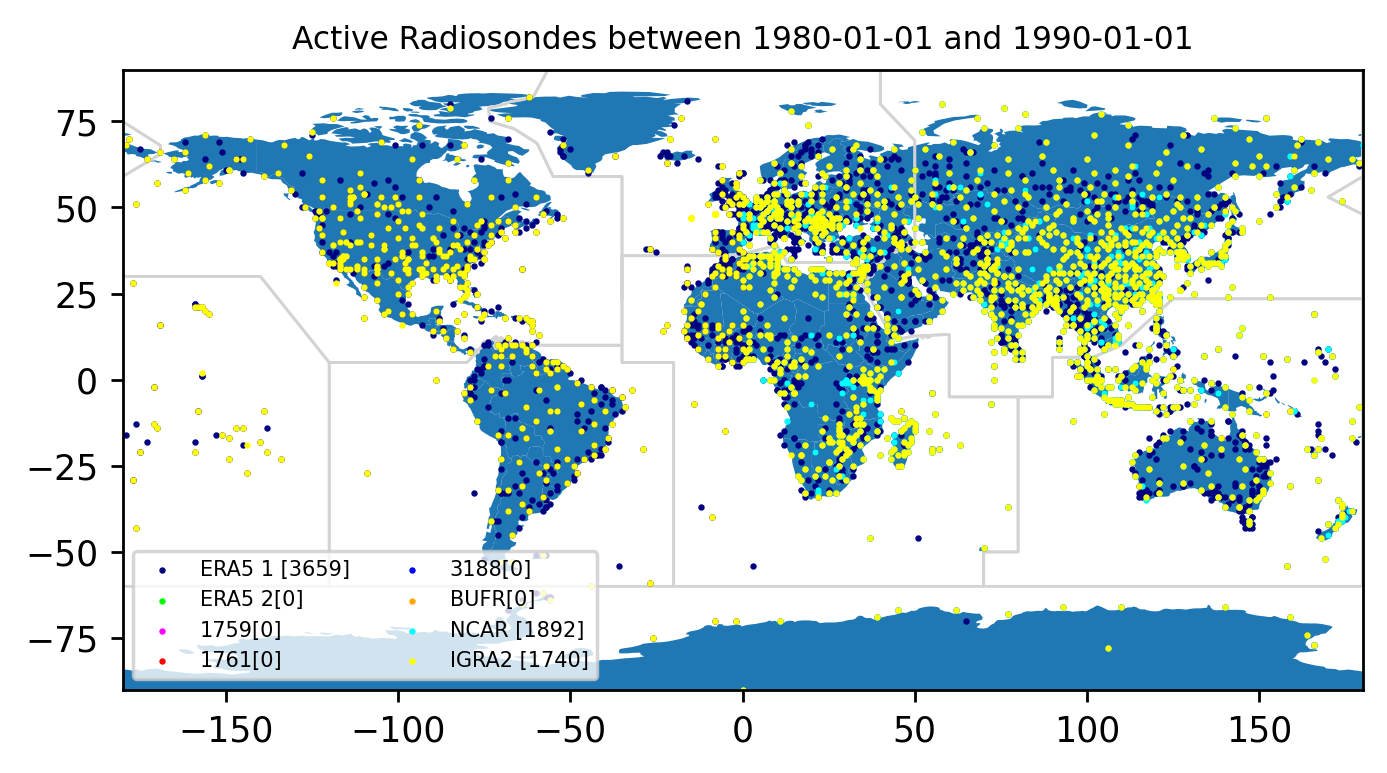 Active Radiosondes between 1980-01-01 and 1990-01-01
75
50
25
0
−25
−50
−75
ERA5 1 [3659]
ERA5 2[0]
1759[0]
1761[0]
3188[0]
BUFR[0]
NCAR [1892]
IGRA2 [1740]
−150 −100 −50 0 50 100 150